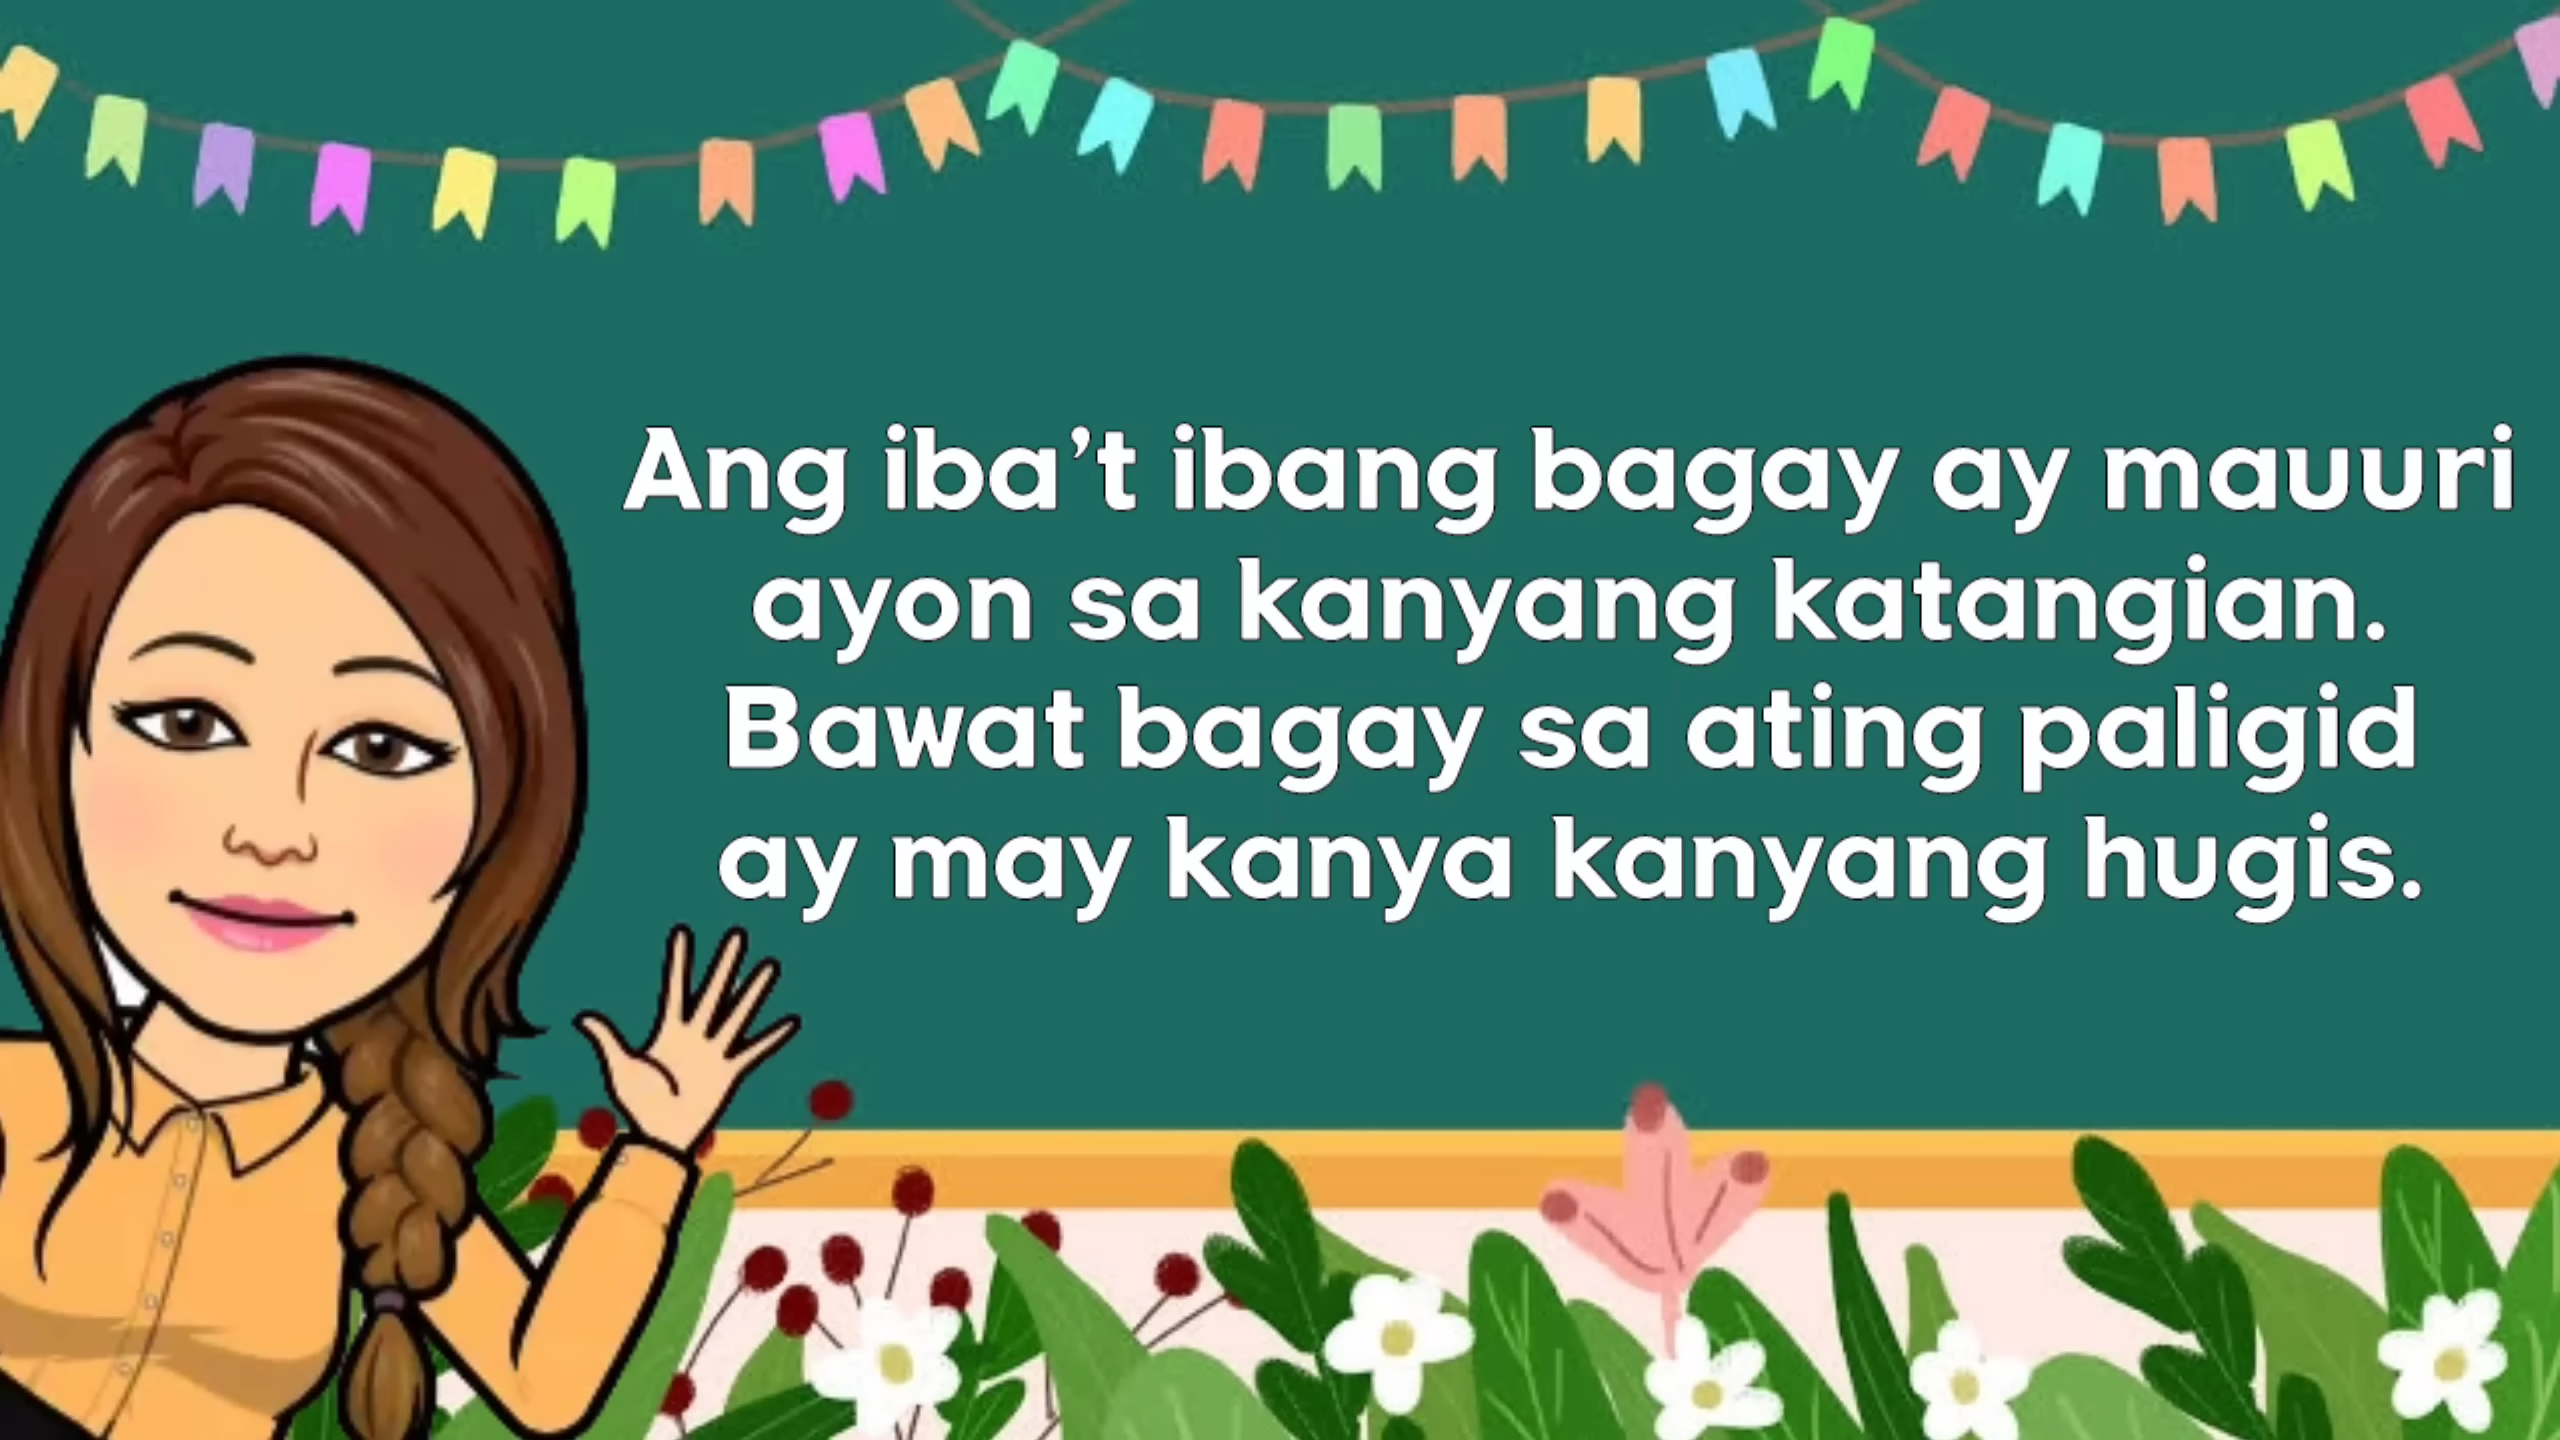 Ang iba’t ibang bagay ay mauuri
ayon sa kanyang katangian.
Bawat bagay sa ating paligid
ay may kanya kanyang hugis.